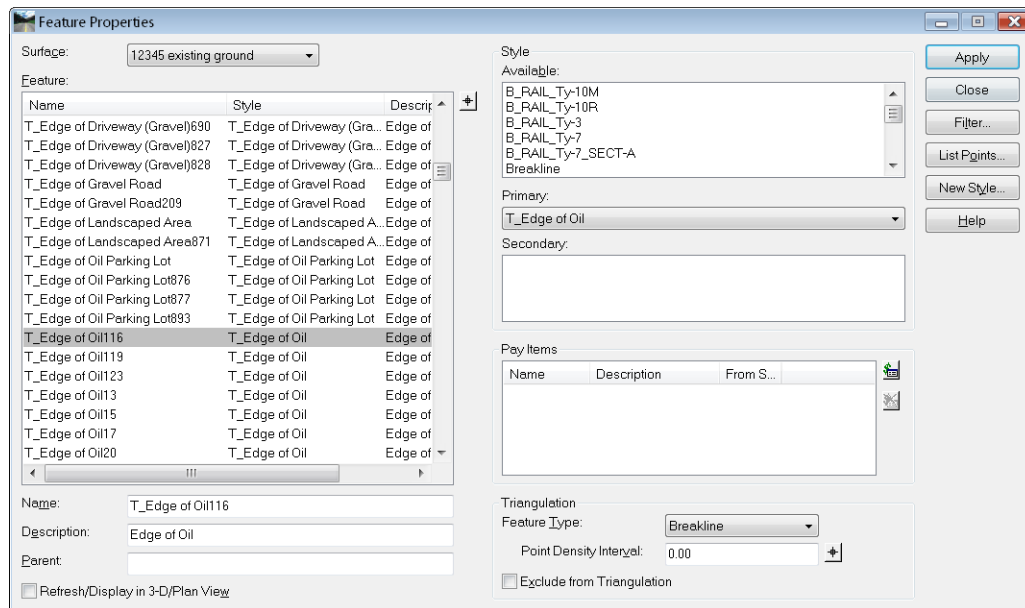 Feature Properties
Surface: 12345 existing ground
Feature:
Name Style Descrip
T_Edge of Driveway (Gravel)690 T_Edge of Driveway (Gra... Edge of
T_Edge of Driveway (Gravel)827 T_Edge of Driveway (Gra... Edge of
T_Edge of Driveway (Gravel)828 T_Edge of Driveway (Gra... Edge of
T_Edge of Gravel Road T_Edge of Gravel Road Edge of
T_Edge of Gravel Road209 T_Edge of Gravel Road Edge of
T_Edge of Landscaped Area T_Edge of Landscaped A... Edge of
T_Edge of Landscaped Area871 T_Edge of Landscaped A... Edge of
T_Edge of Oil Parking Lot T_Edge of Oil Parking Lot Edge of
T_Edge of Oil Parking Lot876 T_Edge of Oil Parking Lot Edge of
T_Edge of Oil Parking Lot877 T_Edge of Oil Parking Lot Edge of
T_Edge of Oil Parking Lot893 T_Edge of Oil Parking Lot Edge of
T_Edge of Oil116 T_Edge of Oil Edge of
T_Edge of Oil119 T_Edge of Oil Edge of
T_Edge of Oil123 T_Edge of Oil Edge of
T_Edge of Oil13 T_Edge of Oil Edge of
T_Edge of Oil15 T_Edge of Oil Edge of
T_Edge of Oil17 T_Edge of Oil Edge of
T_Edge of Oil20 T_Edge of Oil Edge of
Name: T_Edge of Oil116
Description: Edge of Oil
Parent:
Refresh/Display in 3-D/Plan View
Style
Available:
B_RAIL_Ty-10M
B_RAIL_Ty-10R
B_RAIL_Ty-3
B_RAIL_Ty-7
B_RAIL_Ty-7_SECT-A
Breakline
Primary:
T_Edge of Oil
Secondary:
Pay Items
Name Description From S...
Triangulation
Feature Type: Breakline
Point Density Interval: 0.00
Exclude from Triangulation
Apply
Close
Filter...
List Points...
New Style...
Help